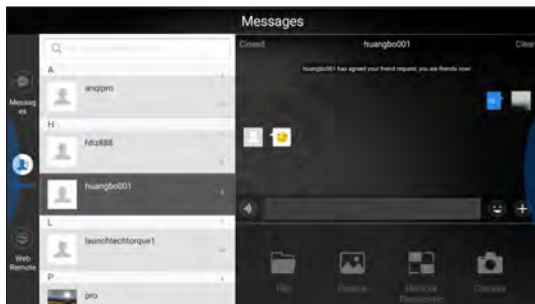 Messages
Closed
huangbo001
Clear
huangbo001 has agreed your friend request, you are friends now!
A
anqipro
Messag
es
H
hhz888
huangbo001
L
launchtechtorque1
Web
Remote
P
pro
File
Camera